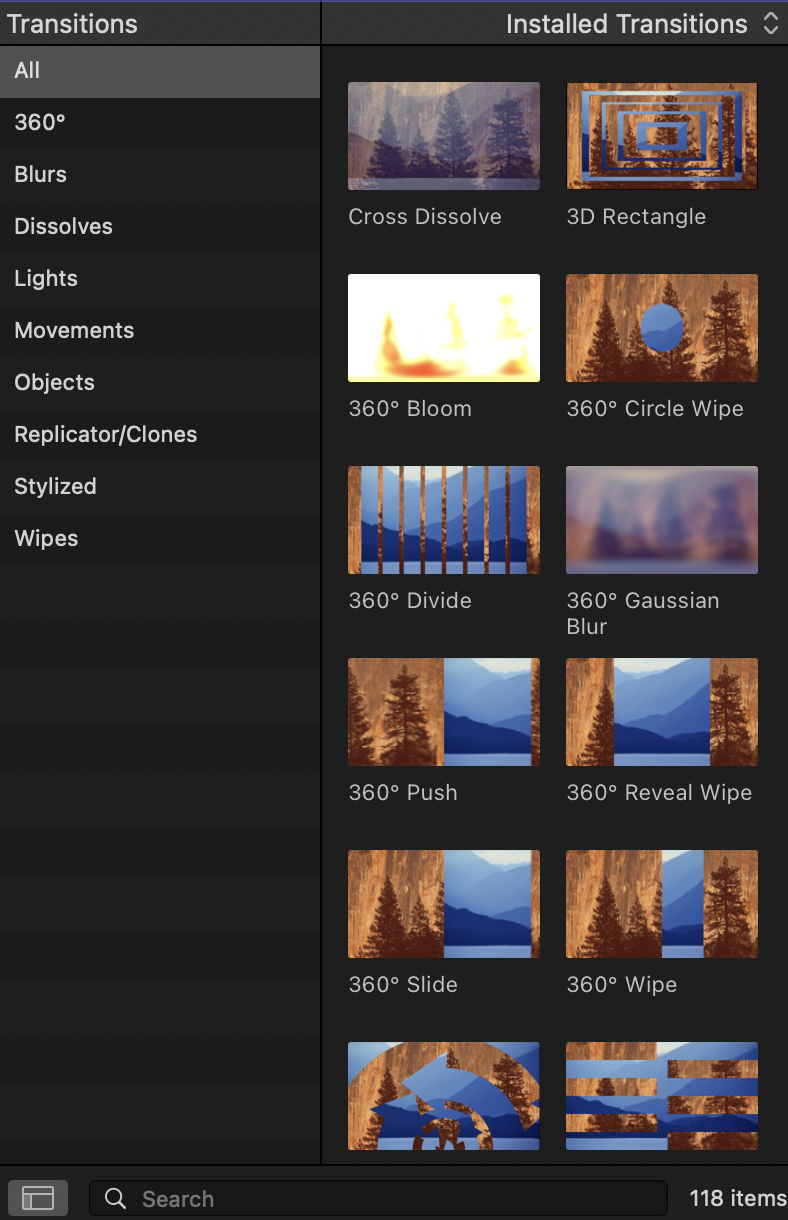 Transitions
Installed Transitions
All
360°
Blurs
Dissolves
Lights
Movements
Objects
Replicator/Clones
Stylized
Wipes
Cross Dissolve
3D Rectangle
360° Bloom
360° Circle Wipe
360° Divide
360° Gaussian
Blur
360° Push
360° Reveal Wipe
360° Slide
360° Wipe
Search
118 items